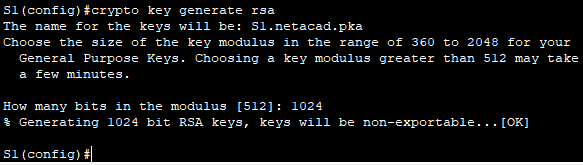 S1(config)#crypto key generate rsa
The name for the keys will be: S1.netacad.pka
Choose the size of the key modulus in the range of 360 to 2048 for your
  General Purpose Keys. Choosing a key modulus greater than 512 may take
  a few minutes.

How many bits in the modulus [512]: 1024
% Generating 1024 bit RSA keys, keys will be non-exportable...[OK]

S1(config)#